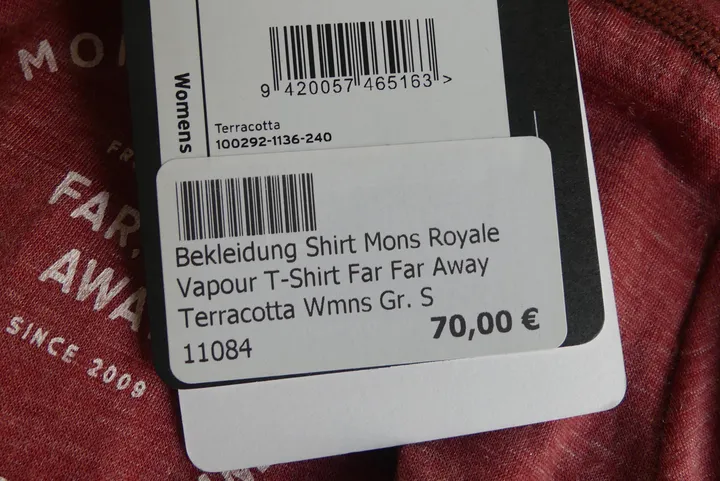 MO
FAR,
AWA
SINCE 2009
Womens
9 420057 465163 >
Terracotta
100292-1136-240
Bekleidung Shirt Mons Royale
Vapour T-Shirt Far Far Away
Terracotta Wmns Gr. S
70,00 €
11084